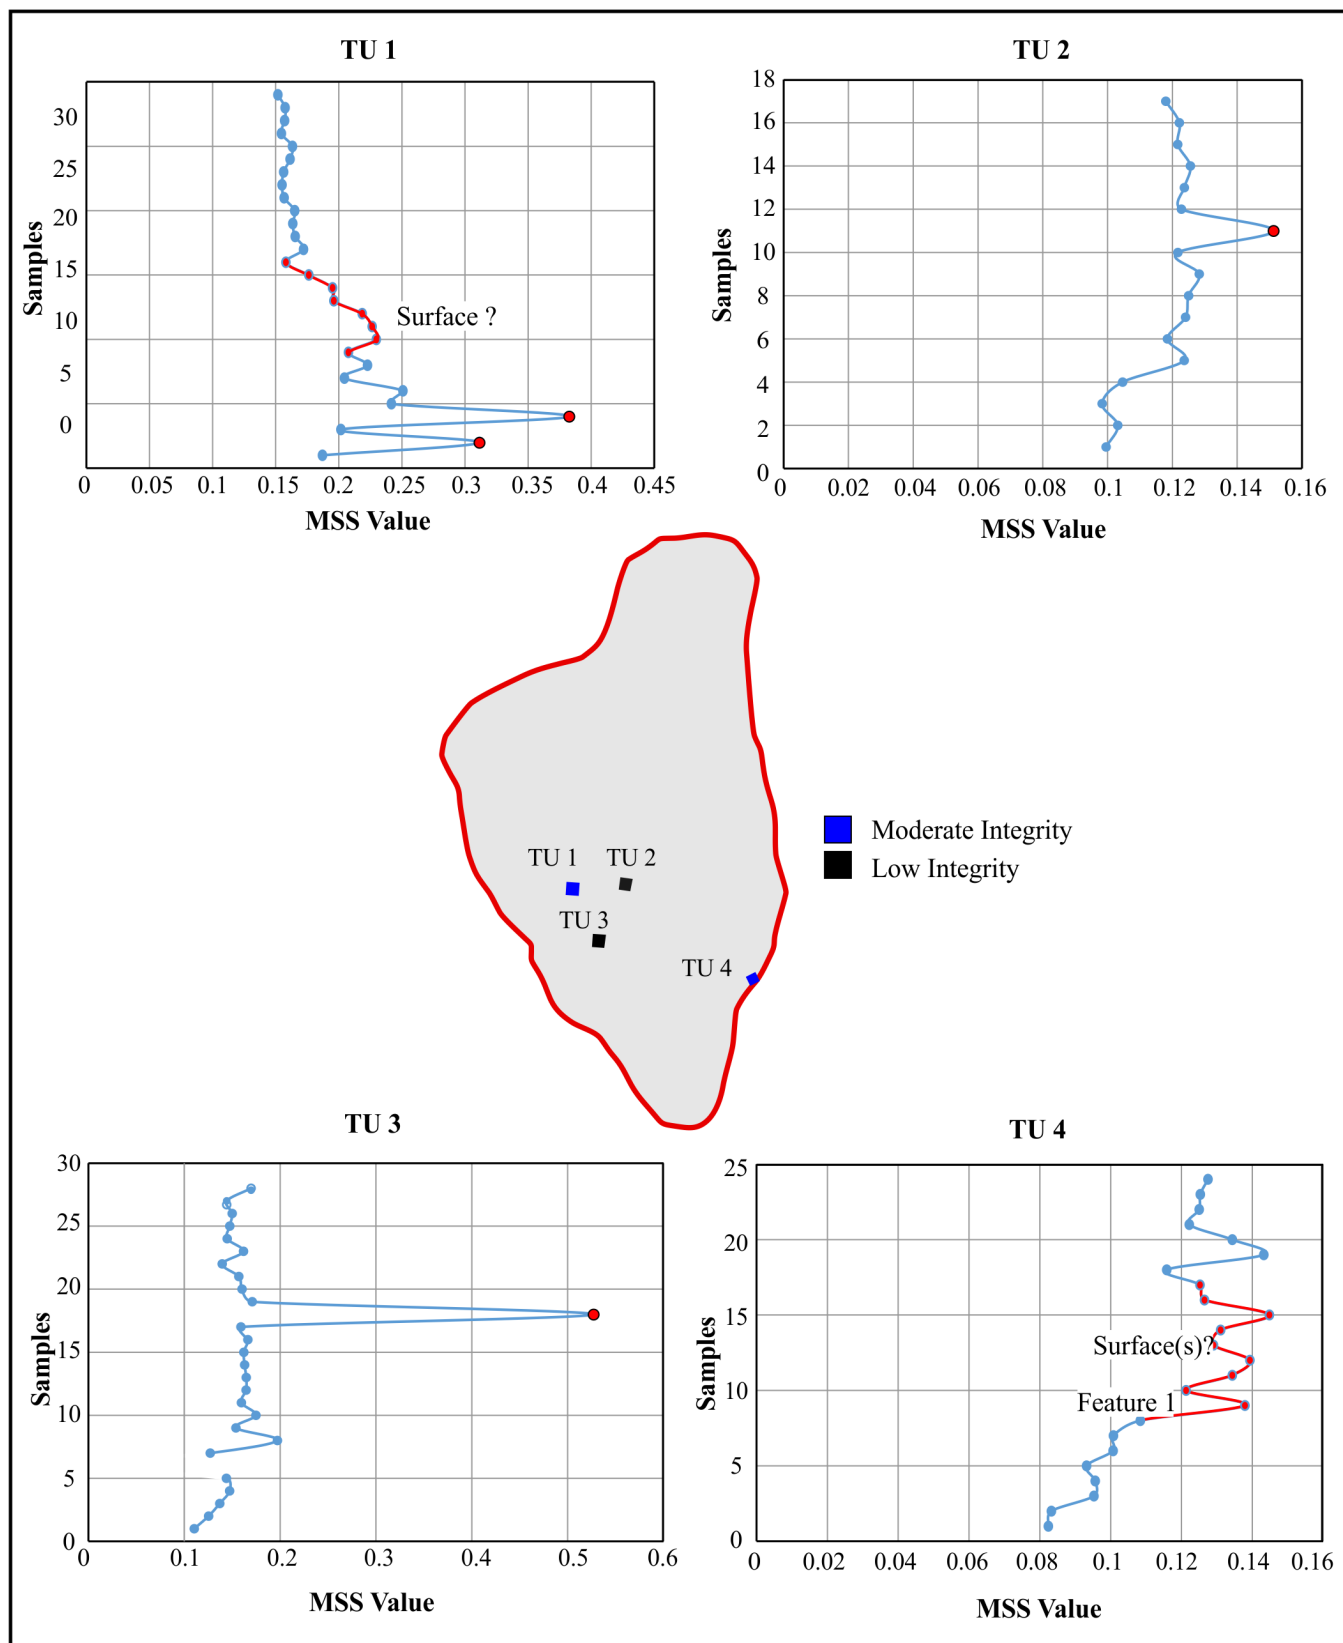 TU 1
30
25
20
15
10
5
0
Samples
Surface ?
0 0.05 0.1 0.15 0.2 0.25 0.3 0.35 0.4 0.45
MSS Value
TU 2
18
16
14
12
10
8
6
4
2
0
Samples
0 0.02 0.04 0.06 0.08 0.1 0.12 0.14 0.16
MSS Value
TU 1
TU 2
TU 3
TU 4
Moderate Integrity
Low Integrity
TU 3
30
25
20
15
10
5
0
Samples
0 0.1 0.2 0.3 0.4 0.5 0.6
MSS Value
TU 4
25
20
15
10
5
0
Samples
Surface(s)?
Feature 1
0 0.02 0.04 0.06 0.08 0.1 0.12 0.14 0.16
MSS Value